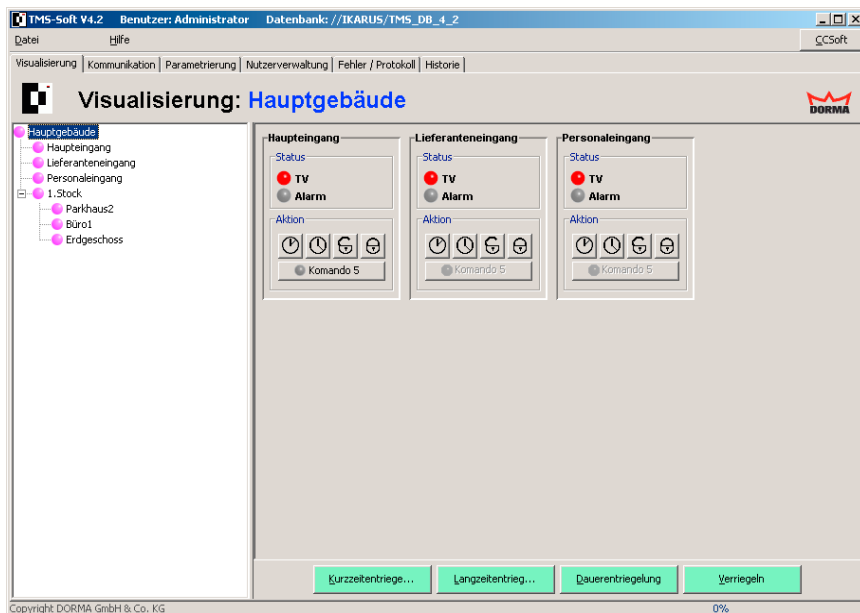 TMS-Soft V4.2 Benutzer: Administrator Datenbank: //IKARUS/TMS_DB_4_2
Datei Hilfe CCSoft
Visualisierung Kommunikation Parametrierung Nutzerverwaltung Fehler / Protokoll Historie
Visualisierung: Hauptgebäude
DORMA
Hauptgebäude
Haupteingang
Lieferanteneingang
Personaleingang
1.Stock
Parkhaus2
Büro1
Erdgeschoss
Haupteingang
Status
TV
Alarm
Aktion
Komando 5
Lieferanteneingang
Status
TV
Alarm
Aktion
Komando 5
Personaleingang
Status
TV
Alarm
Aktion
Komando 5
Kurzzeitentriege... Langzeitentrieg... Dauerentriegelung Verriegeln
Copyright DORMA GmbH & Co. KG 0%